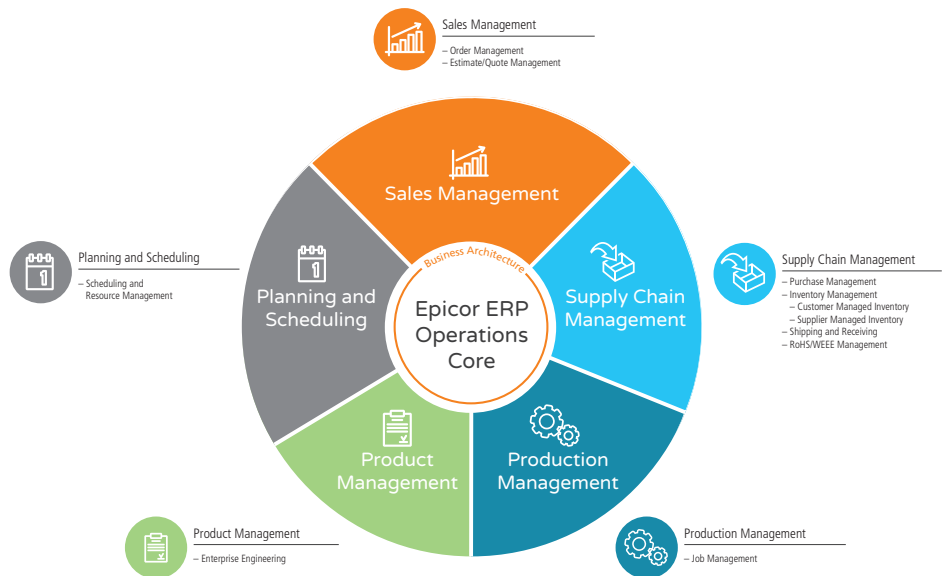 Sales Management
– Order Management
– Estimate/Quote Management
Sales Management
Planning and Scheduling
– Scheduling and
Resource Management
1
1
Planning and
Scheduling
Business Architecture
Epicor ERP
Operations
Core
Supply Chain
Management
Supply Chain Management
– Purchase Management
– Inventory Management
– Customer Managed Inventory
– Supplier Managed Inventory
– Shipping and Receiving
– RoHS/WEEE Management
Product
Management
Production
Management
Product Management
– Enterprise Engineering
Production Management
– Job Management